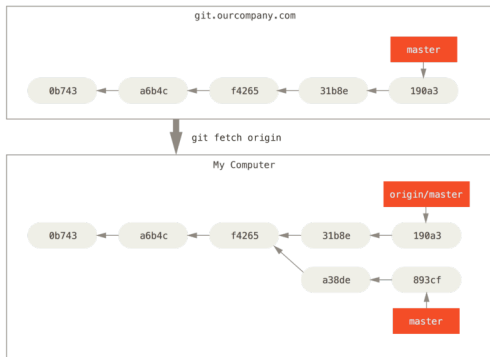 git.ourcompany.com
master
0b743
a6b4c
f4265
31b8e
190a3
git fetch origin
My Computer
origin/master
0b743
a6b4c
f4265
31b8e
190a3
a38de
893cf
master